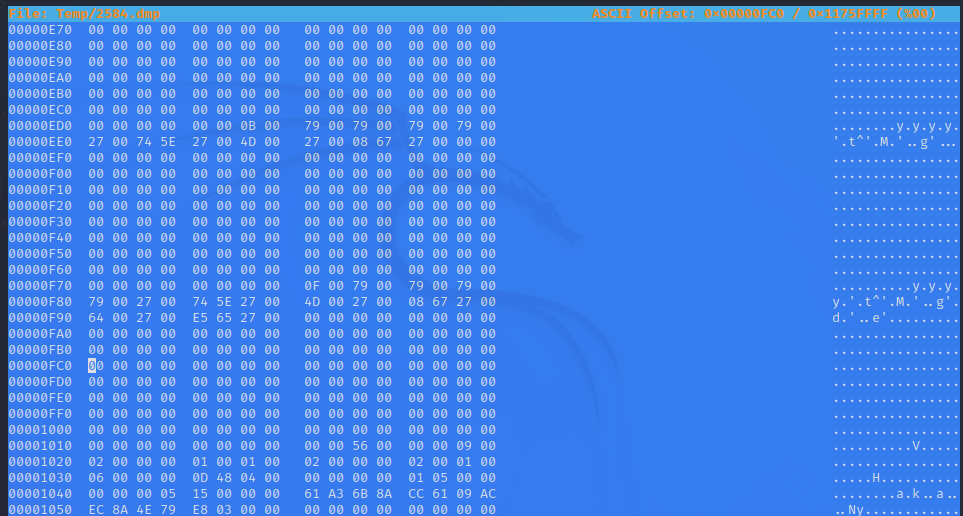 File: Temp/2584.dmp ASCII Offset: 0×00000FC0 / 0×1175FFFF (%00)
00000E70 00 00 00 00 00 00 00 00 00 00 00 00 00 00 00 00 ................
00000E80 00 00 00 00 00 00 00 00 00 00 00 00 00 00 00 00 ................
00000E90 00 00 00 00 00 00 00 00 00 00 00 00 00 00 00 00 ................
00000EA0 00 00 00 00 00 00 00 00 00 00 00 00 00 00 00 00 ................
00000EB0 00 00 00 00 00 00 00 00 00 00 00 00 00 00 00 00 ................
00000EC0 00 00 00 00 00 00 00 00 00 00 00 00 00 00 00 00 ................
00000ED0 00 00 00 00 00 00 0B 00 79 00 79 00 79 00 79 00 ........y.y.y.y.
00000EE0 27 00 74 5E 27 00 4D 00 27 00 08 67 27 00 00 00 '.t^'.M.'..g'...
00000EF0 00 00 00 00 00 00 00 00 00 00 00 00 00 00 00 00 ................
00000F00 00 00 00 00 00 00 00 00 00 00 00 00 00 00 00 00 ................
00000F10 00 00 00 00 00 00 00 00 00 00 00 00 00 00 00 00 ................
00000F20 00 00 00 00 00 00 00 00 00 00 00 00 00 00 00 00 ................
00000F30 00 00 00 00 00 00 00 00 00 00 00 00 00 00 00 00 ................
00000F40 00 00 00 00 00 00 00 00 00 00 00 00 00 00 00 00 ................
00000F50 00 00 00 00 00 00 00 00 00 00 00 00 00 00 00 00 ................
00000F60 00 00 00 00 00 00 00 00 00 00 00 00 00 00 00 00 ................
00000F70 00 00 00 00 00 00 00 00 0F 00 79 00 79 00 79 00 ..........y.y.y.
00000F80 79 00 27 00 74 5E 27 00 4D 00 27 00 08 67 27 00 y.'.t^'.M.'..g'.
00000F90 64 00 27 00 E5 65 27 00 00 00 00 00 00 00 00 00 d.'..e'.........
00000FA0 00 00 00 00 00 00 00 00 00 00 00 00 00 00 00 00 ................
00000FB0 00 00 00 00 00 00 00 00 00 00 00 00 00 00 00 00 ................
00000FC0 00 00 00 00 00 00 00 00 00 00 00 00 00 00 00 00 ................
00000FD0 00 00 00 00 00 00 00 00 00 00 00 00 00 00 00 00 ................
00000FE0 00 00 00 00 00 00 00 00 00 00 00 00 00 00 00 00 ................
00000FF0 00 00 00 00 00 00 00 00 00 00 00 00 00 00 00 00 ................
00001000 00 00 00 00 00 00 00 00 00 00 00 00 00 00 00 00 ................
00001010 00 00 00 00 00 00 00 00 00 00 56 00 00 00 09 00 ..........V.....
00001020 02 00 00 00 01 00 01 00 02 00 00 00 02 00 01 00 ................
00001030 06 00 00 00 0D 48 04 00 00 00 00 00 01 05 00 00 .....H..........
00001040 00 00 00 05 15 00 00 00 61 A3 6B 8A CC 61 09 AC ........a.k..a..
00001050 EC 8A 4E 79 E8 03 00 00 00 00 00 00 00 00 00 00 ..Ny............